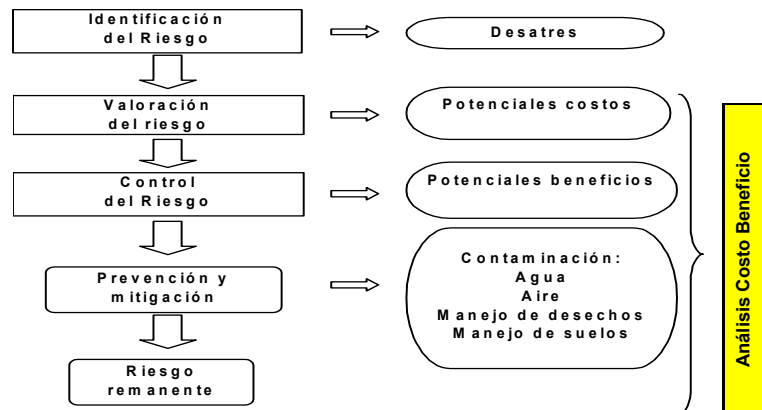 Identificación
del Riesgo
Desatres
Valoración
del riesgo
Potenciales costos
Control
del Riesgo
Potenciales beneficios
Prevención y
mitigación
Contaminación:
Agua
Aire
Manejo de desechos
Manejo de suelos
Riesgo
remanente
Análisis Costo Beneficio